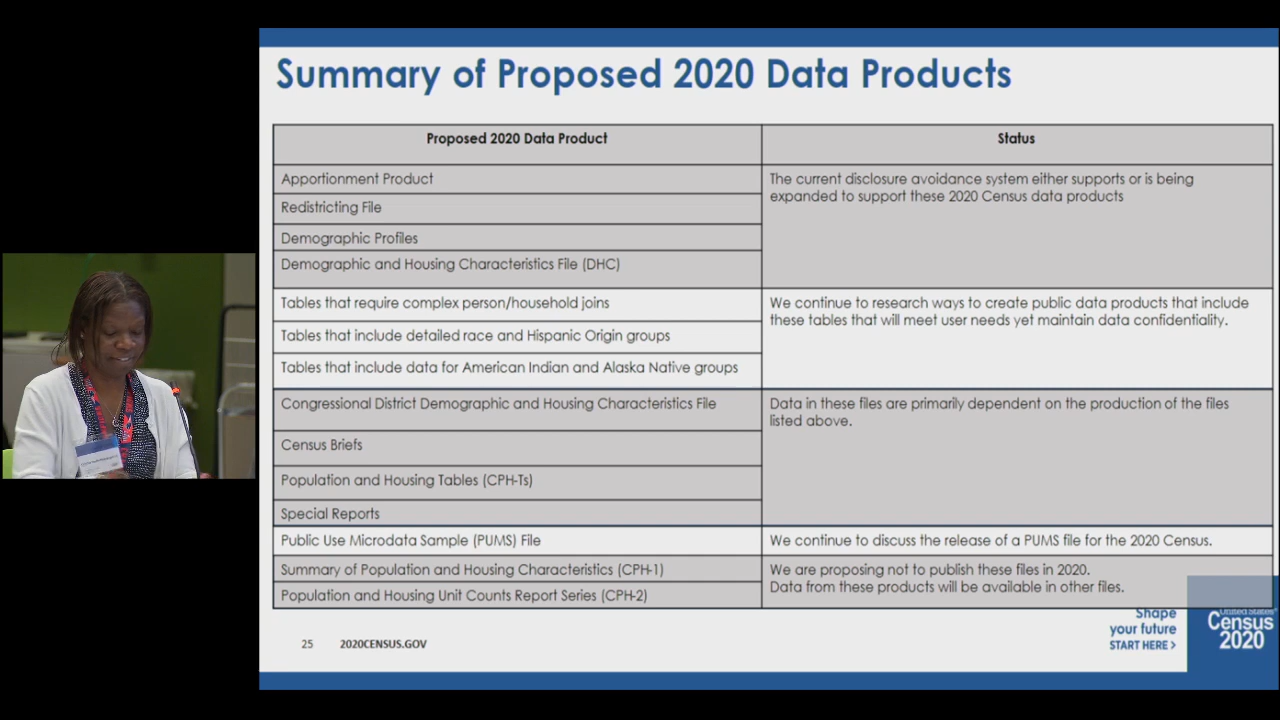 Summary of Proposed 2020 Data Products
Proposed 2020 Data Product
Status
Apportionment Product
The current disclosure avoidance system either supports or is being
expanded to support these 2020 Census data products
Redistricting File
Demographic Profiles
Demographic and Housing Characteristics File (DHC)
Tables that require complex person/household joins
We continue to research ways to create public data products that include
these tables that will meet user needs yet maintain data confidentiality.
Tables that include detailed race and Hispanic Origin groups
Tables that include data for American Indian and Alaska Native groups
Congressional District Demographic and Housing Characteristics File
Data in these files are primarily dependent on the production of the files
listed above.
Census Briefs
Population and Housing Tables (CPH-Ts)
Special Reports
Public Use Microdata Sample (PUMS) File
We continue to discuss the release of a PUMS file for the 2020 Census.
Summary of Population and Housing Characteristics (CPH-1)
We are proposing not to publish these files in 2020.
Data from these products will be available in other files.
Population and Housing Unit Counts Report Series (CPH-2)
25
2020CENSUS.GOV
Shape
your future
START HERE >
United States®
Census
2020